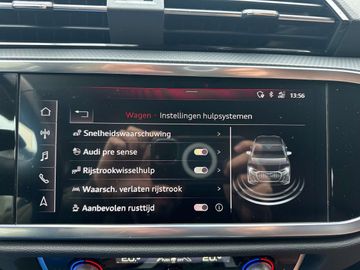 13:56
Wagen - Instellingen hulpsystemen
Snelheidswaarschuwing
Audi pre sense
Rijstrookwisselhulp
Waarsch. verlaten rijstrook
Aanbevolen rusttijd